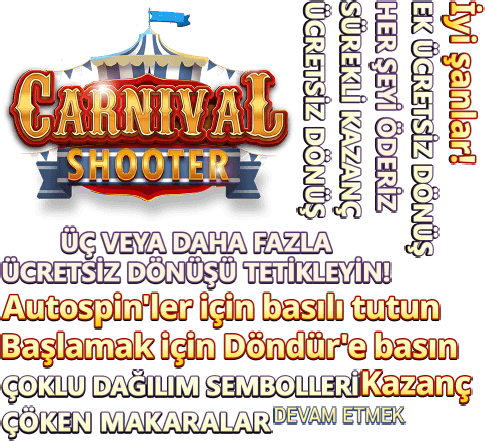 CARNIVAL
SHOOTER
ÜCRETSİZ DÖNÜŞ
SÜREKLİ KAZANÇ
HER ŞEYİ ÖDERİZ
EK ÜCRETSİZ DÖNÜŞ
İyi şanlar!
ÜÇ VEYA DAHA FAZLA
ÜCRETSİZ DÖNÜŞÜ TETİKLEYİN!
Autospin'ler için basılı tutun
Başlamak için Döndür'e basın
ÇOKLU DAĞILIM SEMBOLLERİ
Kazanç
ÇÖKEN MAKARALAR
DEVAM ETMEK